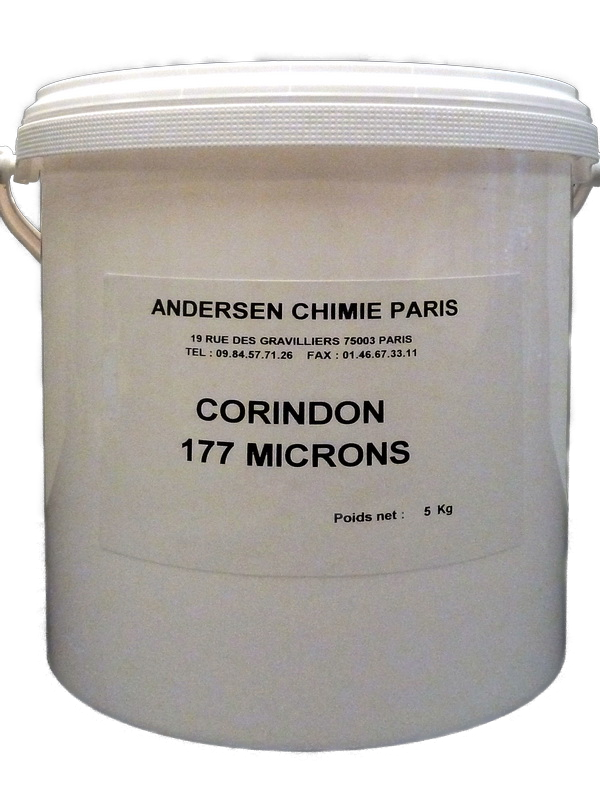 ANDERSEN CHIMIE PARIS
19 RUE DES GRAVILLIERS 75003 PARIS
TEL : 09.84.57.71.26 FAX : 01.46.67.33.11
CORINDON
177 MICRONS
Poids net : 5 Kg